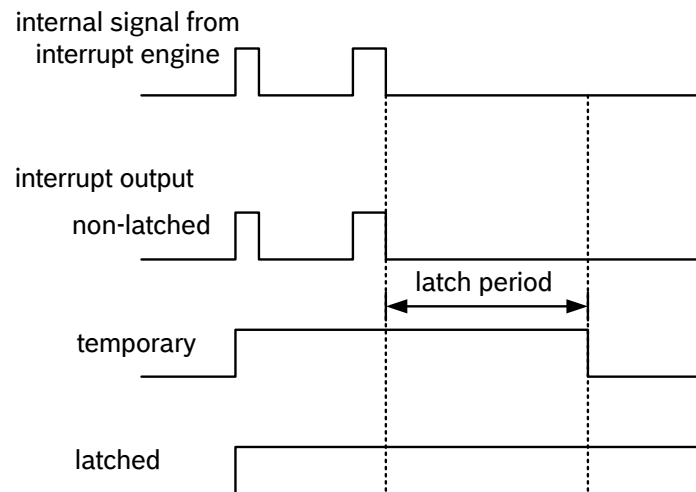 internal signal from
interrupt engine
interrupt output
non-latched
latch period
temporary
latched